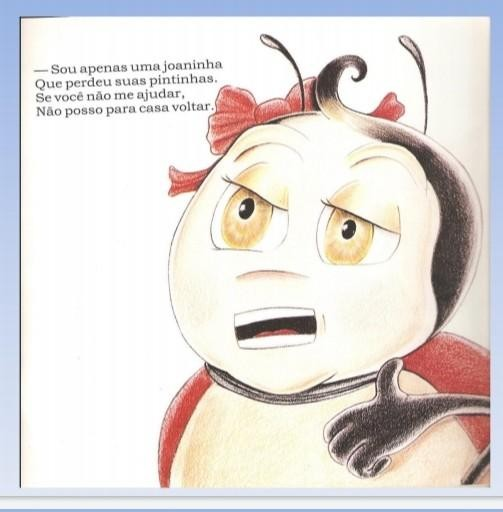 — Sou apenas uma joaninha
Que perdeu suas pintinhas.
Se você não me ajudar,
Não posso para casa voltar.